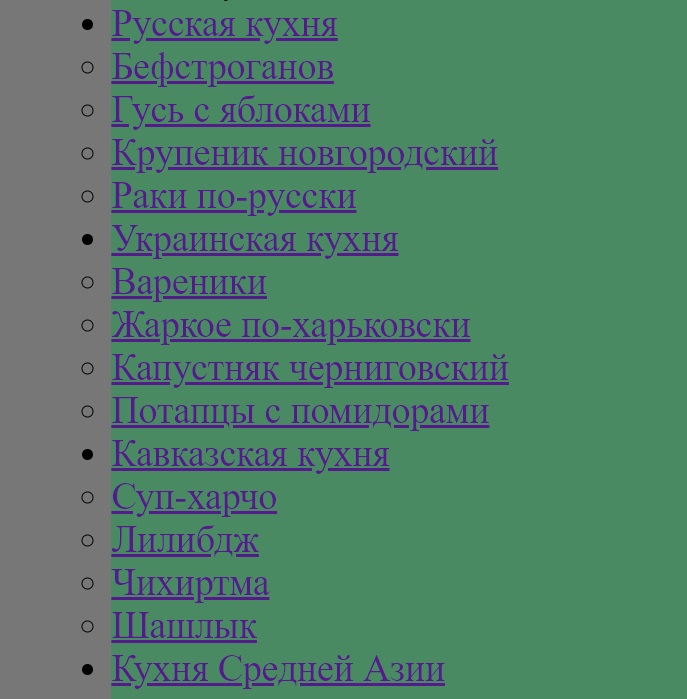 Русская кухня
Бефстроганов
Гусь с яблоками
Крупеник новгородский
Раки по-русски
Украинская кухня
Вареники
Жаркое по-харьковски
Капустняк черниговский
Потапцы с помидорами
Кавказская кухня
Суп-харчо
Лилибдж
Чихиртма
Шашлык
Кухня Средней Азии